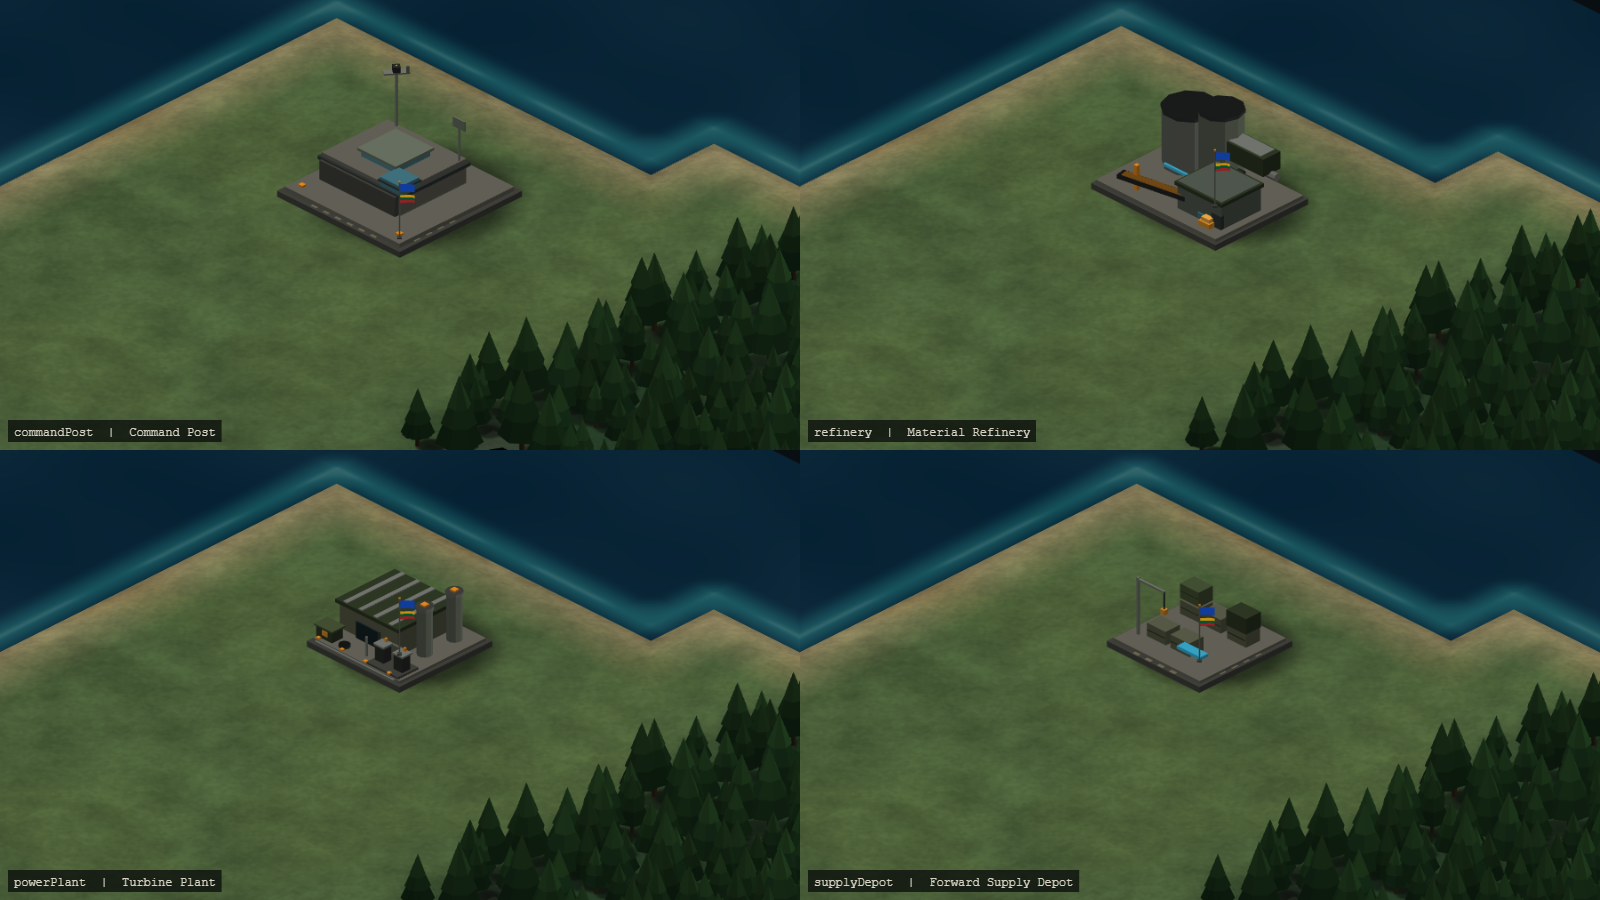 commandPost  |  Command Post
refinery  |  Material Refinery
powerPlant  |  Turbine Plant
supplyDepot  |  Forward Supply Depot